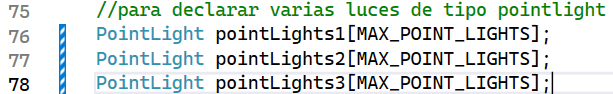 75 //para declarar varias luces de tipo pointlight
76 PointLight pointLights1[MAX_POINT_LIGHTS];
77 PointLight pointLights2[MAX_POINT_LIGHTS];
78 PointLight pointLights3[MAX_POINT_LIGHTS];